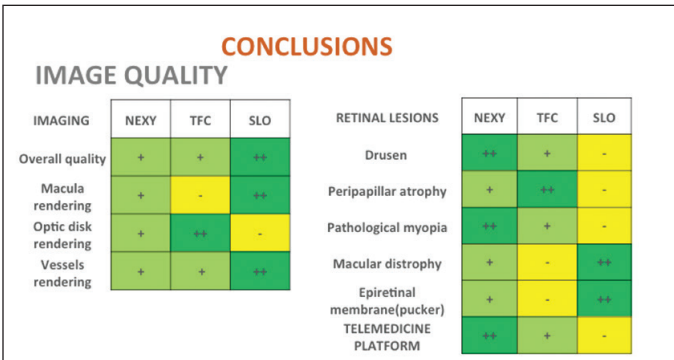 CONCLUSIONS
IMAGE QUALITY
IMAGING NEXY TFC SLO
Overall quality + + ++
Macula
rendering + - ++
Optic disk
rendering + ++ -
Vessels
rendering + + ++
RETINAL LESIONS NEXY TFC SLO
Drusen ++ + -
Peripapillar atrophy + ++ -
Pathological myopia ++ + -
Macular distrophy + - ++
Epiretinal
membrane(pucker) + - ++
TELEMEDICINE
PLATFORM ++ + -